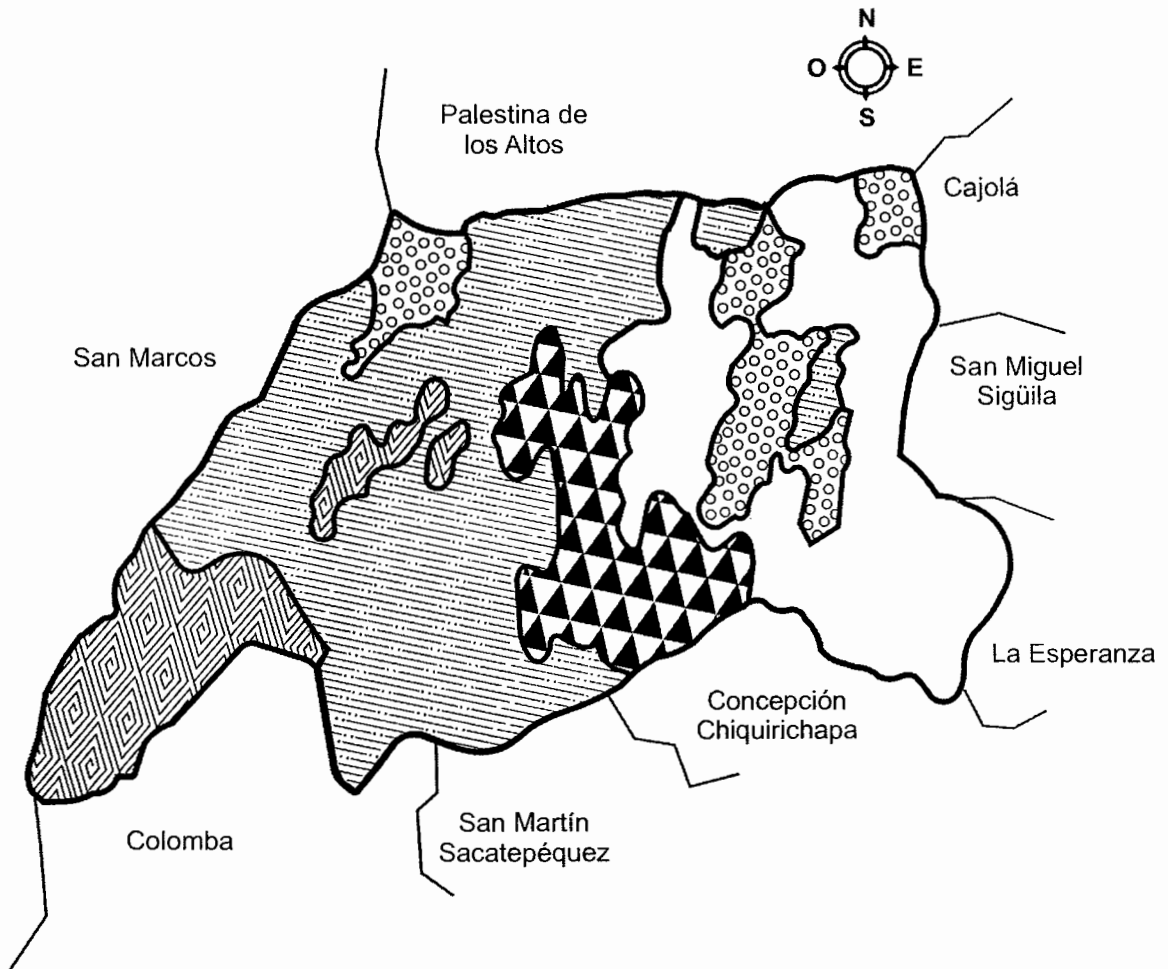 N
O E
S
Palestina de
los Altos
Cajolá
San Marcos
San Miguel
Sigüila
La Esperanza
Concepción
Chiquirichapa
Colomba
San Martín
Sacatepéquez